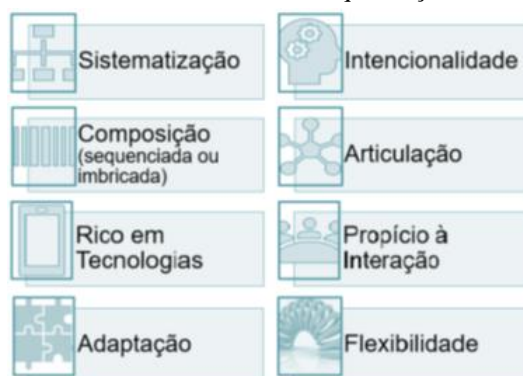 Sistematização
Intencionalidade
Composição
(sequenciada ou
imbricada)
Articulação
Rico em
Tecnologias
Propício à
Interação
Adaptação
Flexibilidade